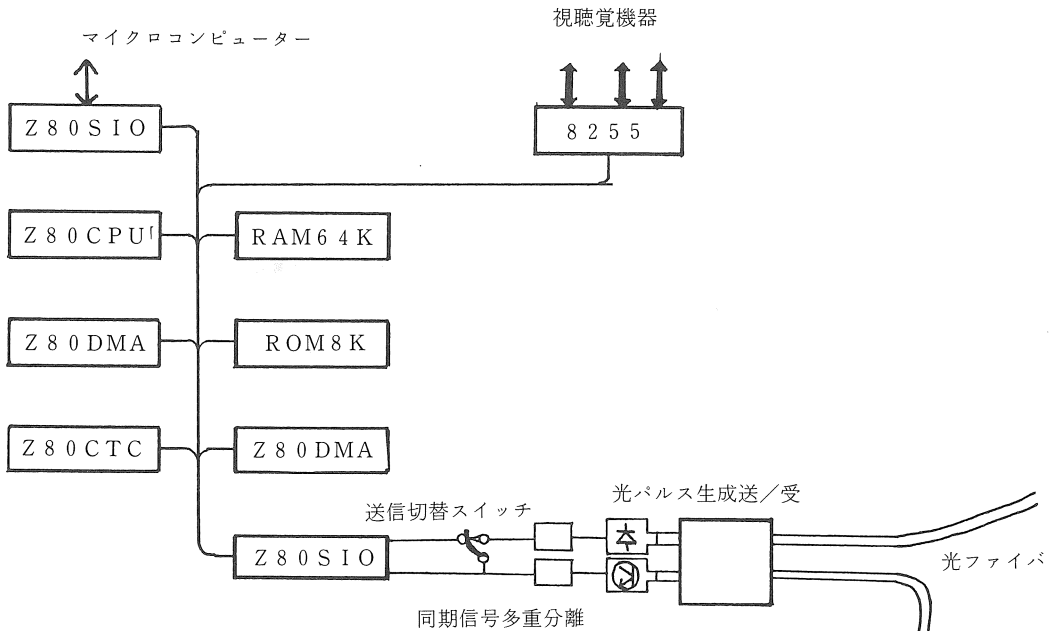 視聴覚機器
マイクロコンピューター
Z80SIO
8255
Z80CPU
RAM64K
Z80DMA
ROM8K
Z80CTC
Z80DMA
光パルス生成送/受
送信切替スイッチ
Z80SIO
光ファイバ
同期信号多重分離